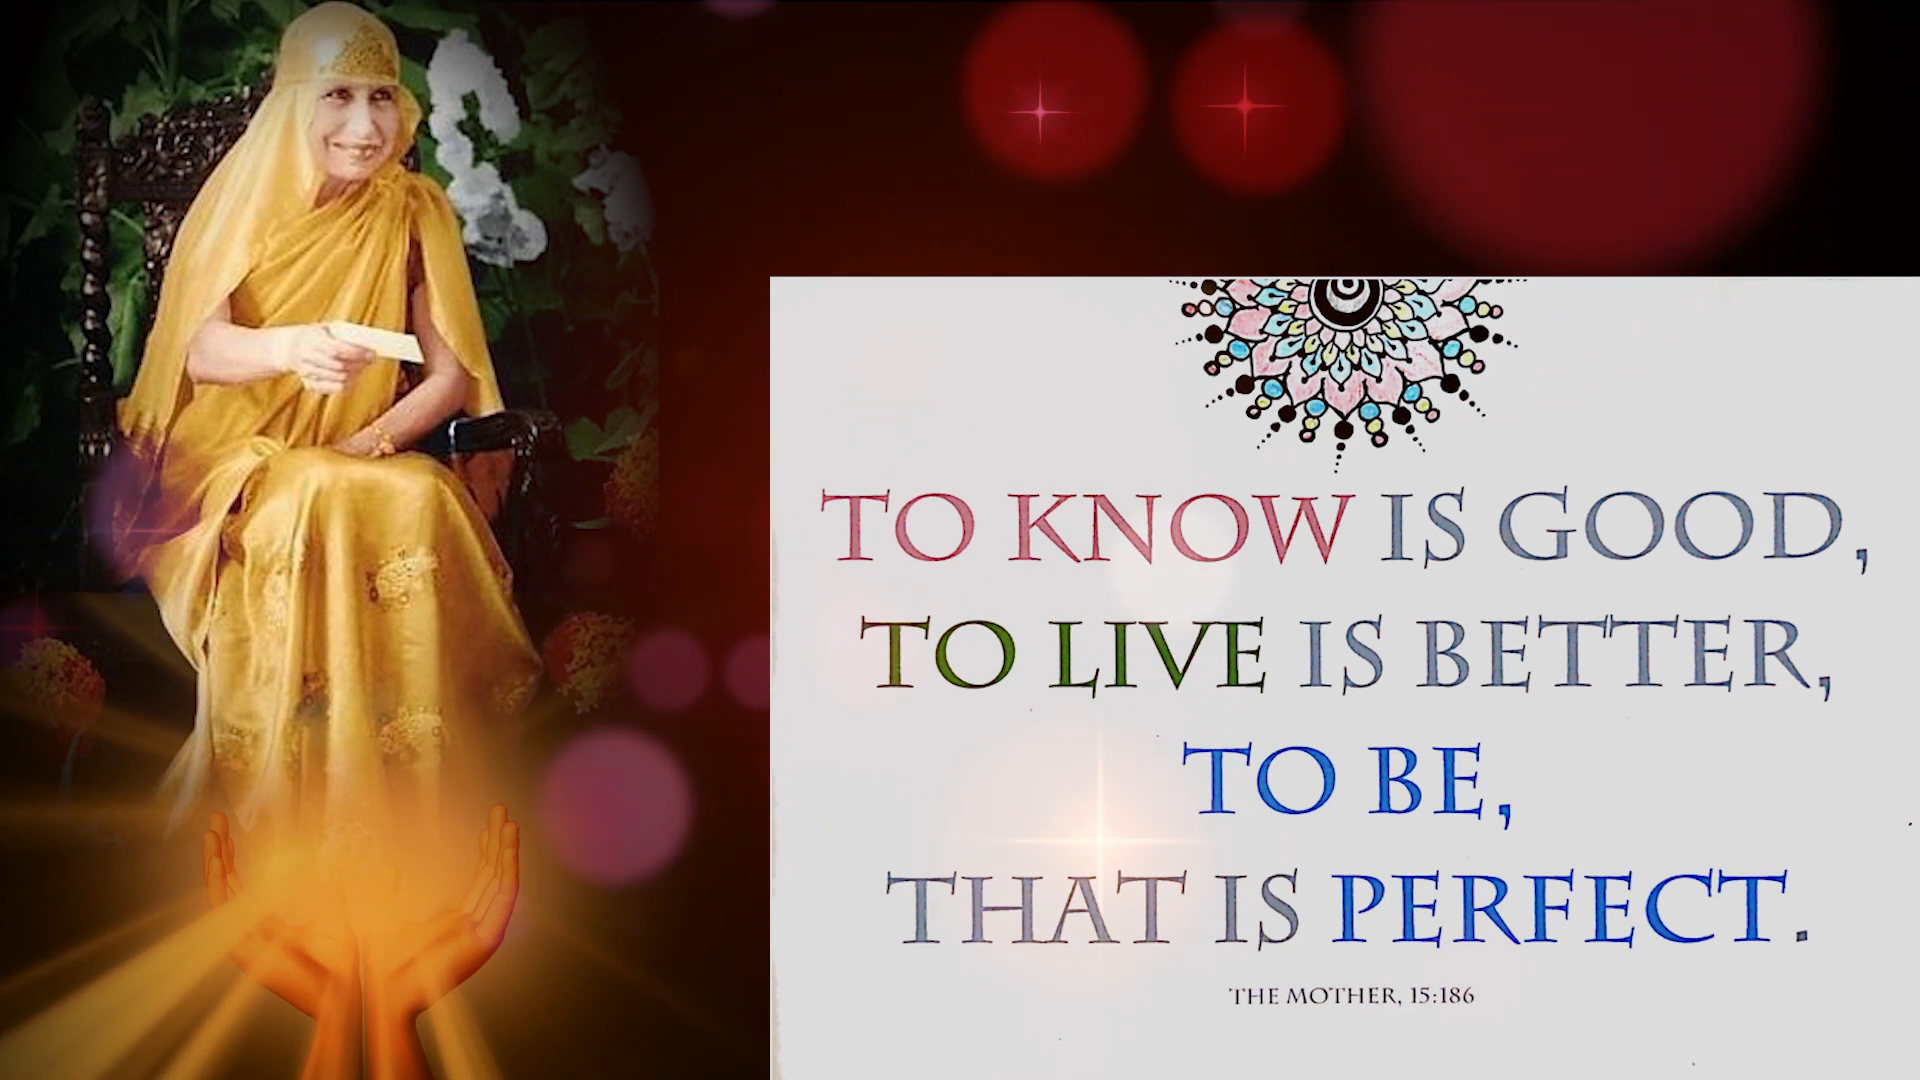 TO KNOW IS GOOD,
TO LIVE IS BETTER,
TO BE,
THAT IS PERFECT.
THE MOTHER, 15:186